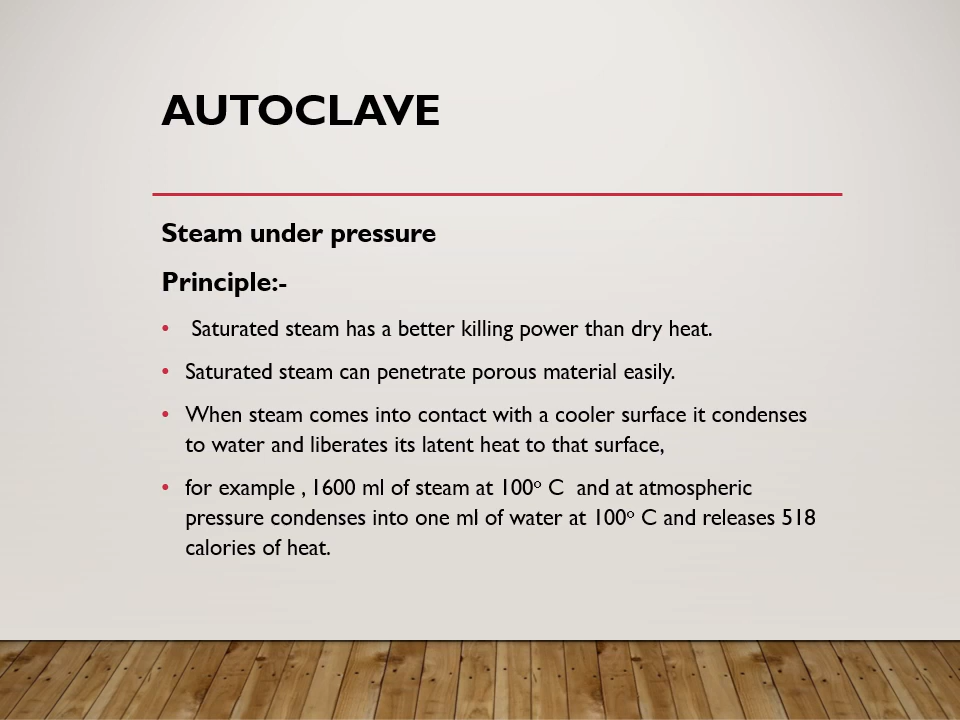 AUTOCLAVE
Steam under pressure
Principle:-
• Saturated steam has a better killing power than dry heat.
• Saturated steam can penetrate porous material easily.
• When steam comes into contact with a cooler surface it condenses
to water and liberates its latent heat to that surface,
• for example , 1600 ml of steam at 100° C  and at atmospheric
pressure condenses into one ml of water at 100° C and releases 518
calories of heat.